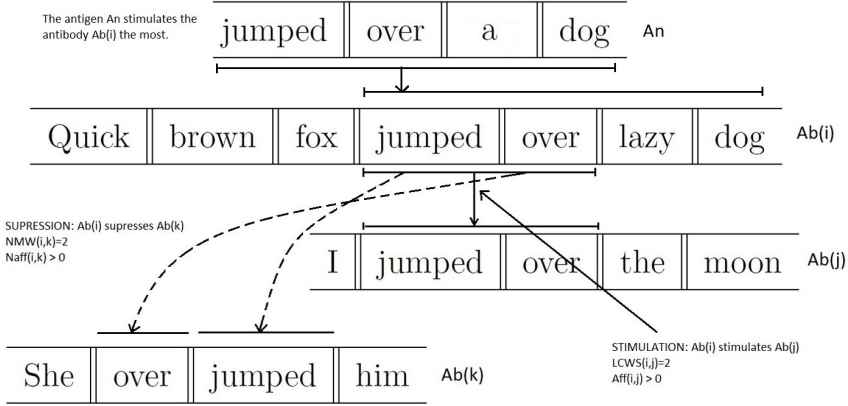 The antigen An stimulates the
antibody Ab(i) the most.
jumped over a dog An
Quick brown fox jumped over lazy dog Ab(i)
SUPRESSION: Ab(i) supresses Ab(k)
NMW(i,k)=2
Naff(i,k) > 0
I jumped over the moon Ab(j)
STIMULATION: Ab(i) stimulates Ab(j)
LCWS(i,j)=2
Aff(i,j) > 0
She over jumped him Ab(k)